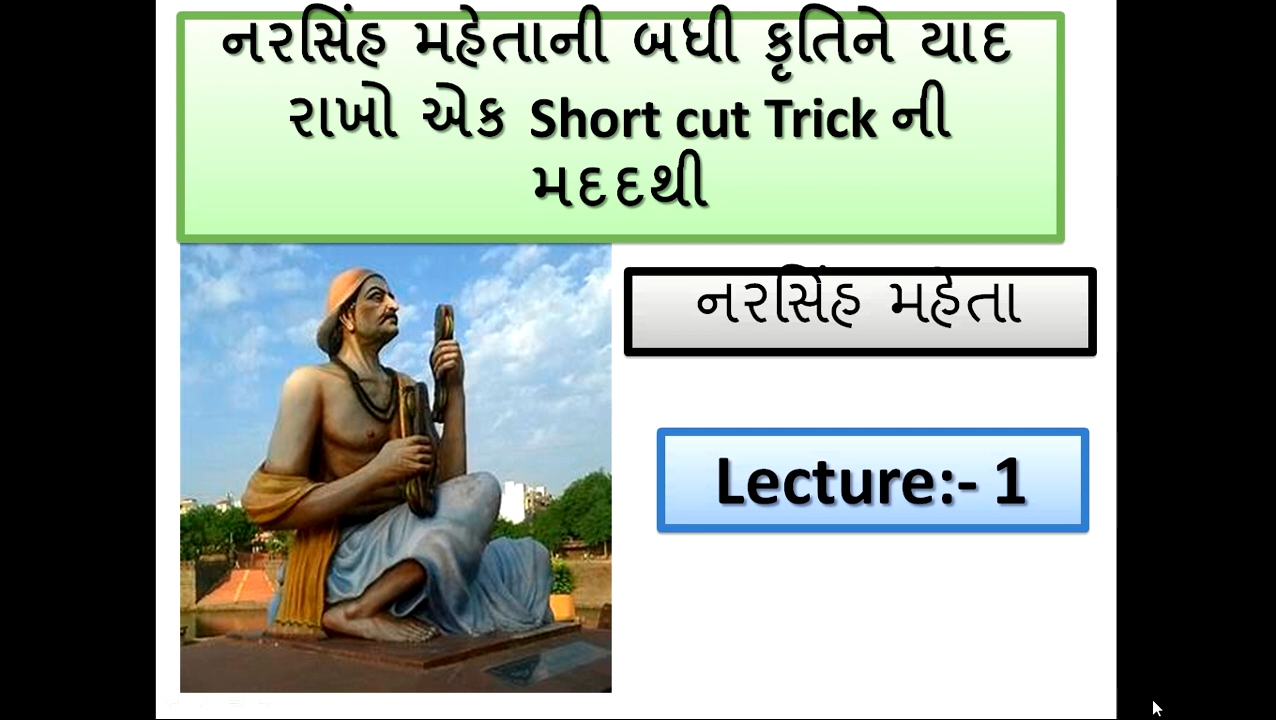 નરસિંહ મહેતાની બધી કૃતિને યાદ
રાખો એક Short cut Trick ની
મદદથી
નરસિંહ મહેતા
Lecture:- 1